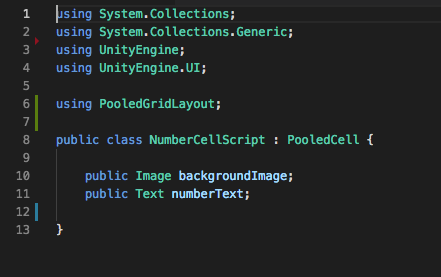 1 using System.Collections;
2 using System.Collections.Generic;
3 using UnityEngine;
4 using UnityEngine.UI;
5
6 using PooledGridLayout;
7
8 public class NumberCellScript : PooledCell {
9
10 public Image backgroundImage;
11 public Text numberText;
12
13 }